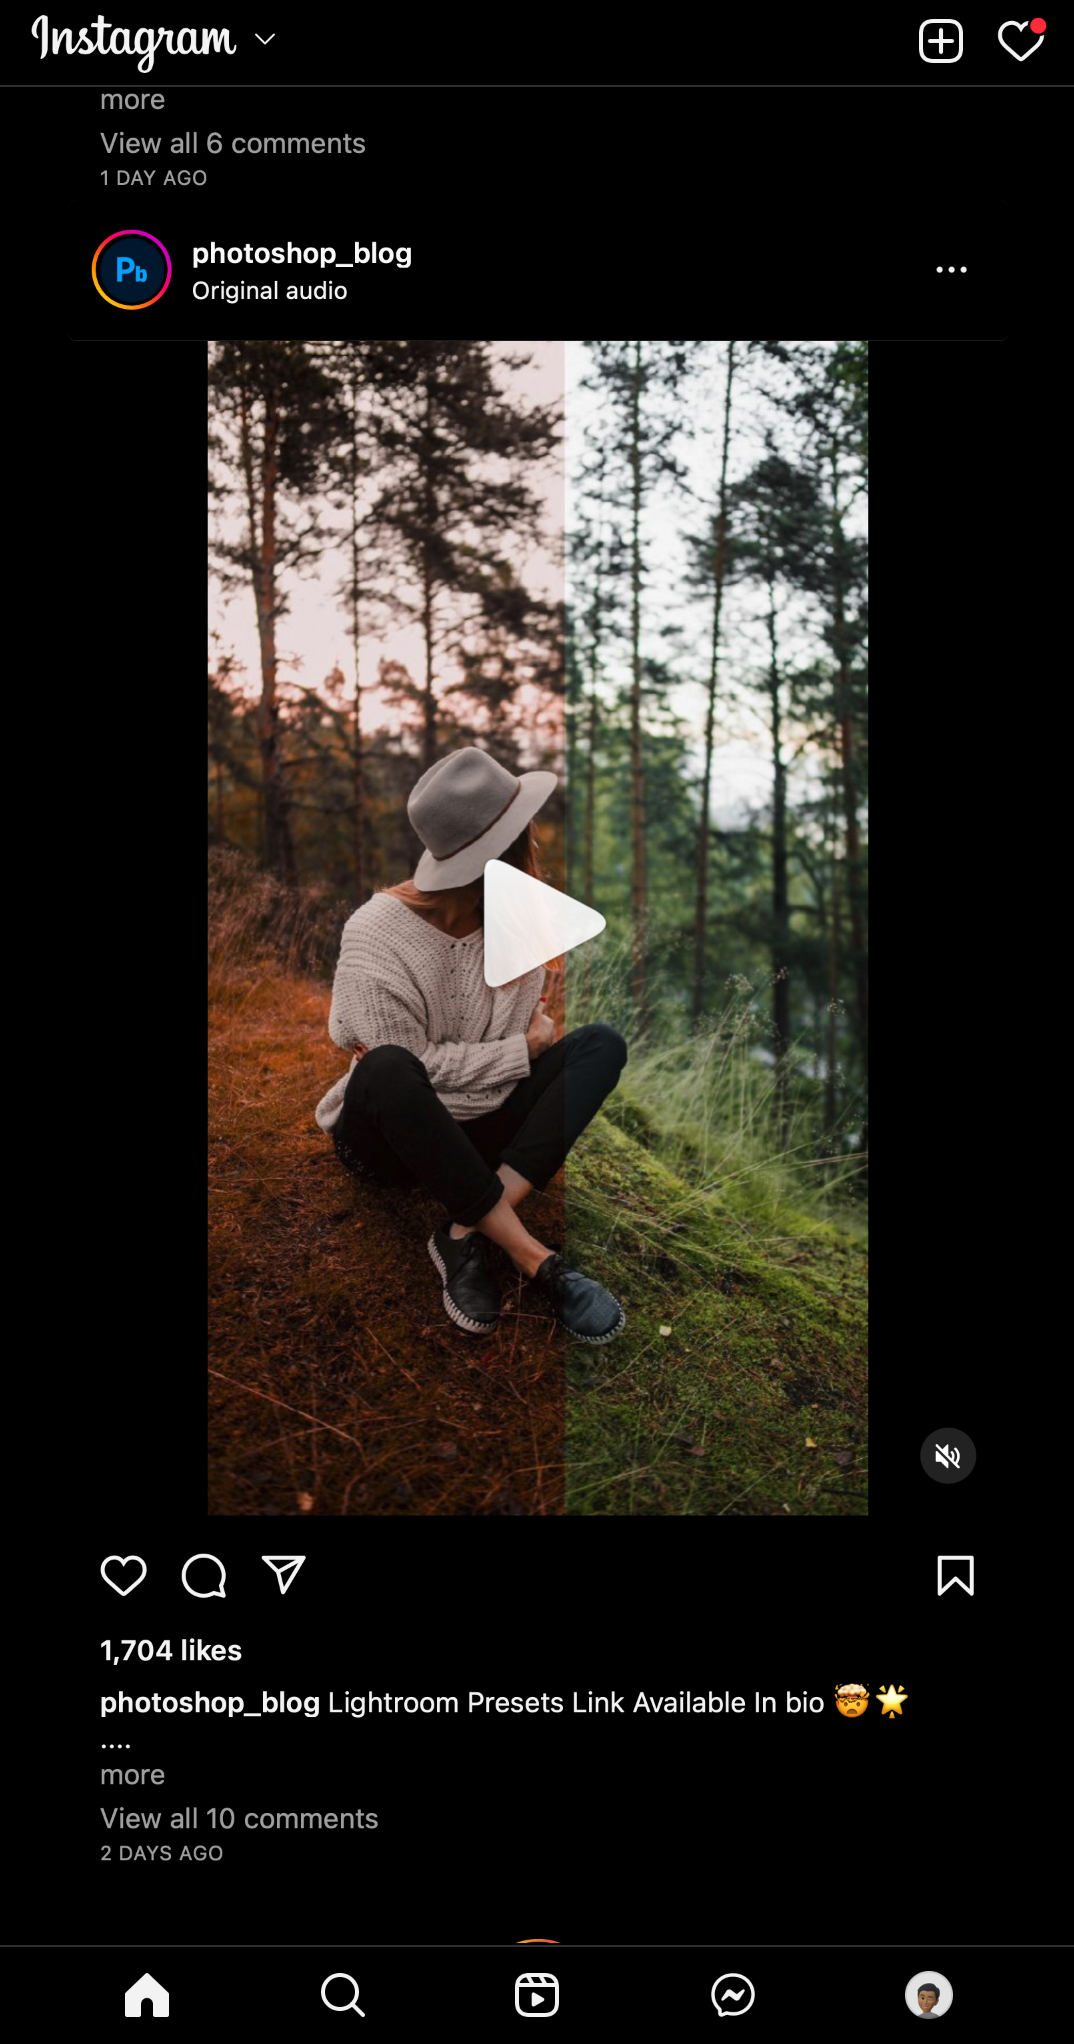 Instagram
more
View all 6 comments
1 DAY AGO
Pb
photoshop_blog
Original audio
1,704 likes
photoshop_blog Lightroom Presets Link Available In bio 🤯🌟
....
more
View all 10 comments
2 DAYS AGO